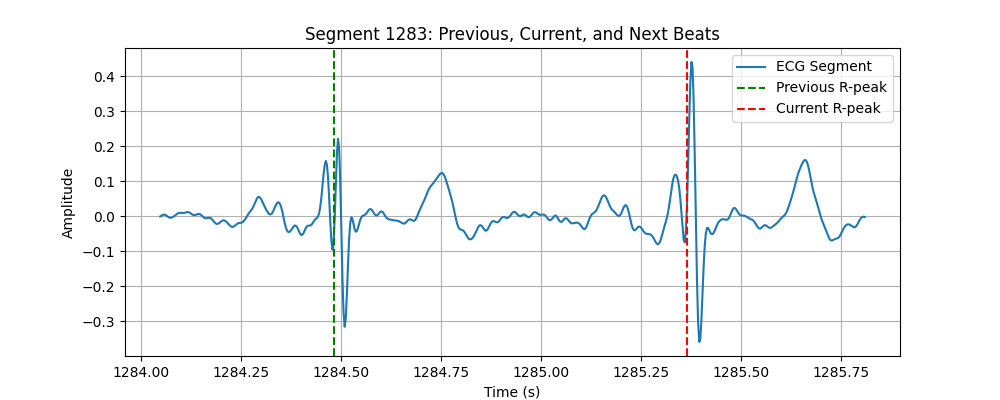 Segment 1283: Previous, Current, and Next Beats
ECG Segment
Previous R-peak
Current R-peak
Amplitude
0.4
0.3
0.2
0.1
0.0
−0.1
−0.2
−0.3
1284.00 1284.25 1284.50 1284.75 1285.00 1285.25 1285.50 1285.75
Time (s)